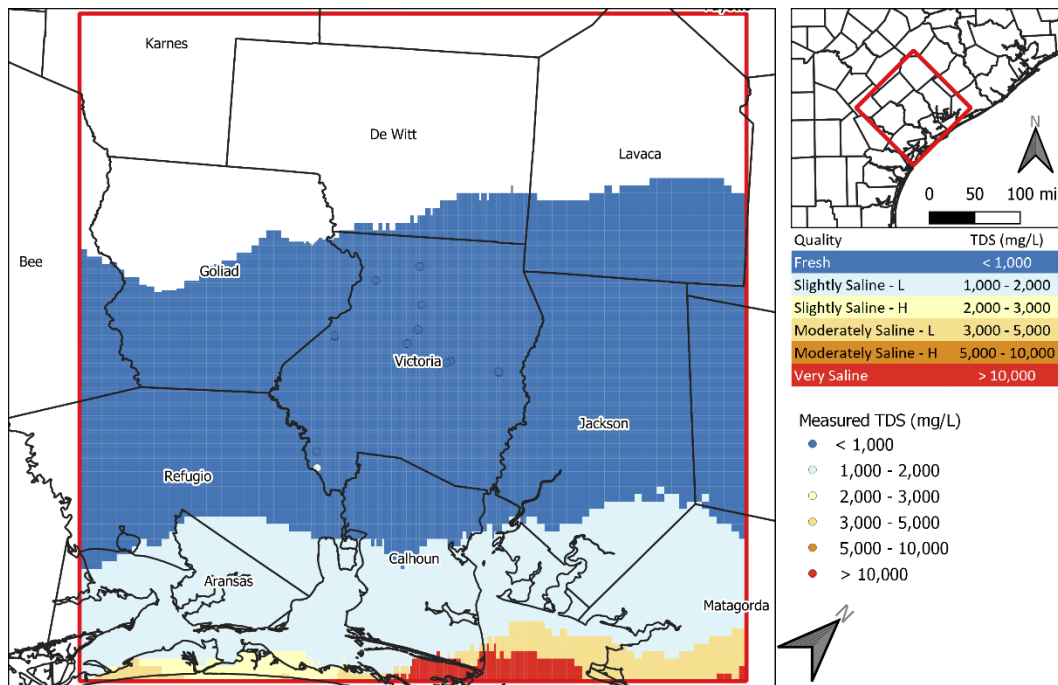 Karnes
De Witt
Lavaca
Bee
Goliad
Victoria
Jackson
Refugio
Calhoun
Aransas
Matagorda
N
0 50 100 mi
Quality TDS (mg/L)
Fresh < 1,000
Slightly Saline - L 1,000 - 2,000
Slightly Saline - H 2,000 - 3,000
Moderately Saline - L 3,000 - 5,000
Moderately Saline - H 5,000 - 10,000
Very Saline > 10,000
Measured TDS (mg/L)
< 1,000
1,000 - 2,000
2,000 - 3,000
3,000 - 5,000
5,000 - 10,000
> 10,000
N